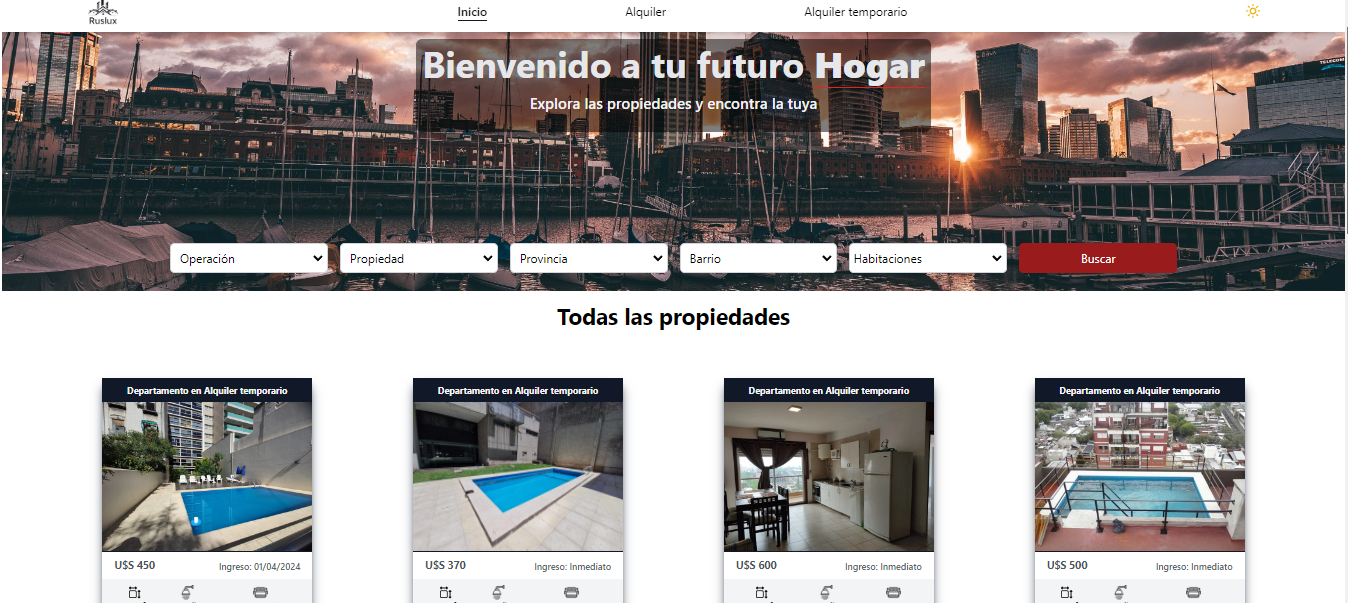 Ruslux
Inicio
Alquiler
Alquiler temporario
Bienvenido a tu futuro Hogar
Explora las propiedades y encontra la tuya
BBVA
TELECOM
Operación
Propiedad
Provincia
Barrio
Habitaciones
Buscar
Todas las propiedades
Departamento en Alquiler temporario
Departamento en Alquiler temporario
Departamento en Alquiler temporario
Departamento en Alquiler temporario
U$S 450
Ingreso: 01/04/2024
U$S 370
Ingreso: Inmediato
U$S 600
Ingreso: Inmediato
U$S 500
Ingreso: Inmediato